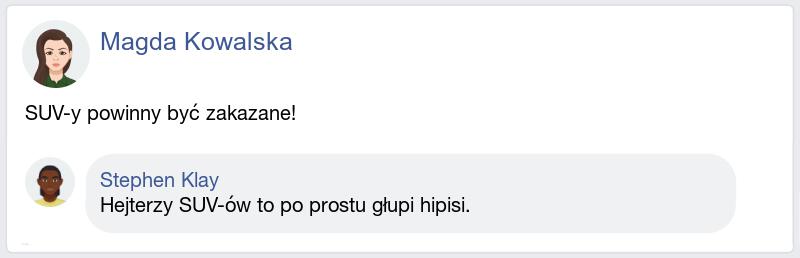 Magda Kowalska
SUV-y powinny być zakazane!
Stephen Klay
Hejterzy SUV-ów to po prostu głupi hipisi.